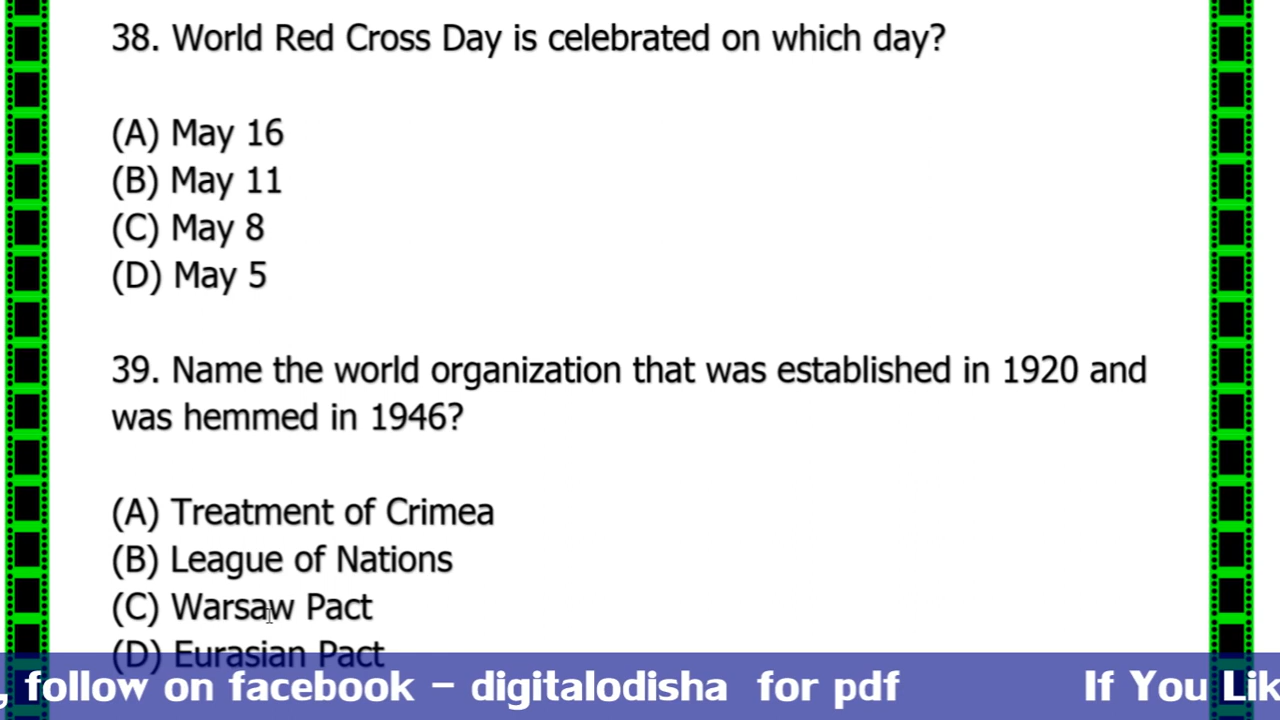 38. World Red Cross Day is celebrated on which day?
(A) May 16
(B) May 11
(C) May 8
(D) May 5
39. Name the world organization that was established in 1920 and
was hemmed in 1946?
(A) Treatment of Crimea
(B) League of Nations
(C) Warsaw Pact
(D) Eurasian Pact
, follow on facebook - digitalodisha for pdf If You Lik